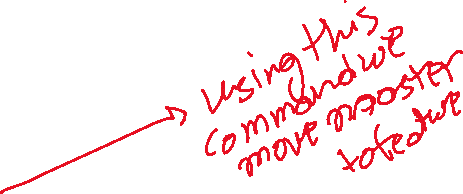 using this
command we
move master
to feature